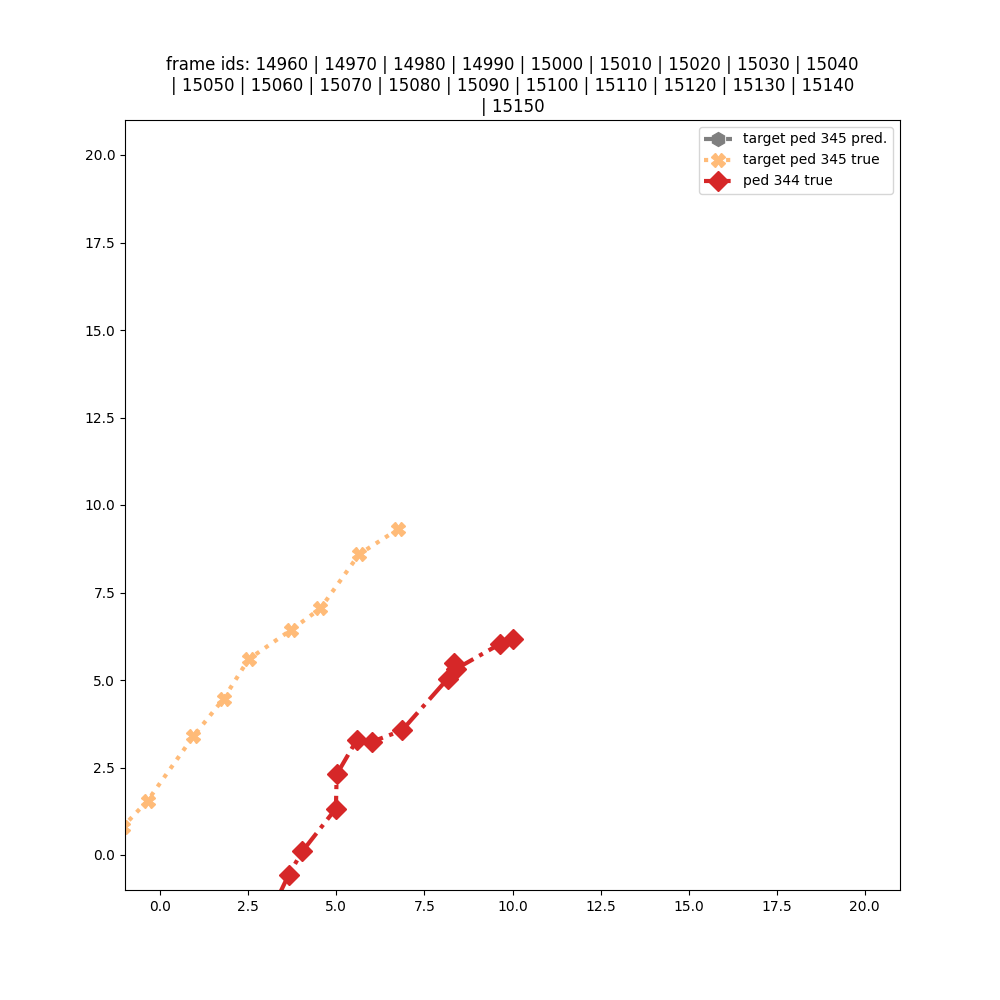 frame ids: 14960 | 14970 | 14980 | 14990 | 15000 | 15010 | 15020 | 15030 | 15040
| 15050 | 15060 | 15070 | 15080 | 15090 | 15100 | 15110 | 15120 | 15130 | 15140
| 15150
target ped 345 pred.
target ped 345 true
ped 344 true
20.0
17.5
15.0
12.5
10.0
7.5
5.0
2.5
0.0
0.0 2.5 5.0 7.5 10.0 12.5 15.0 17.5 20.0